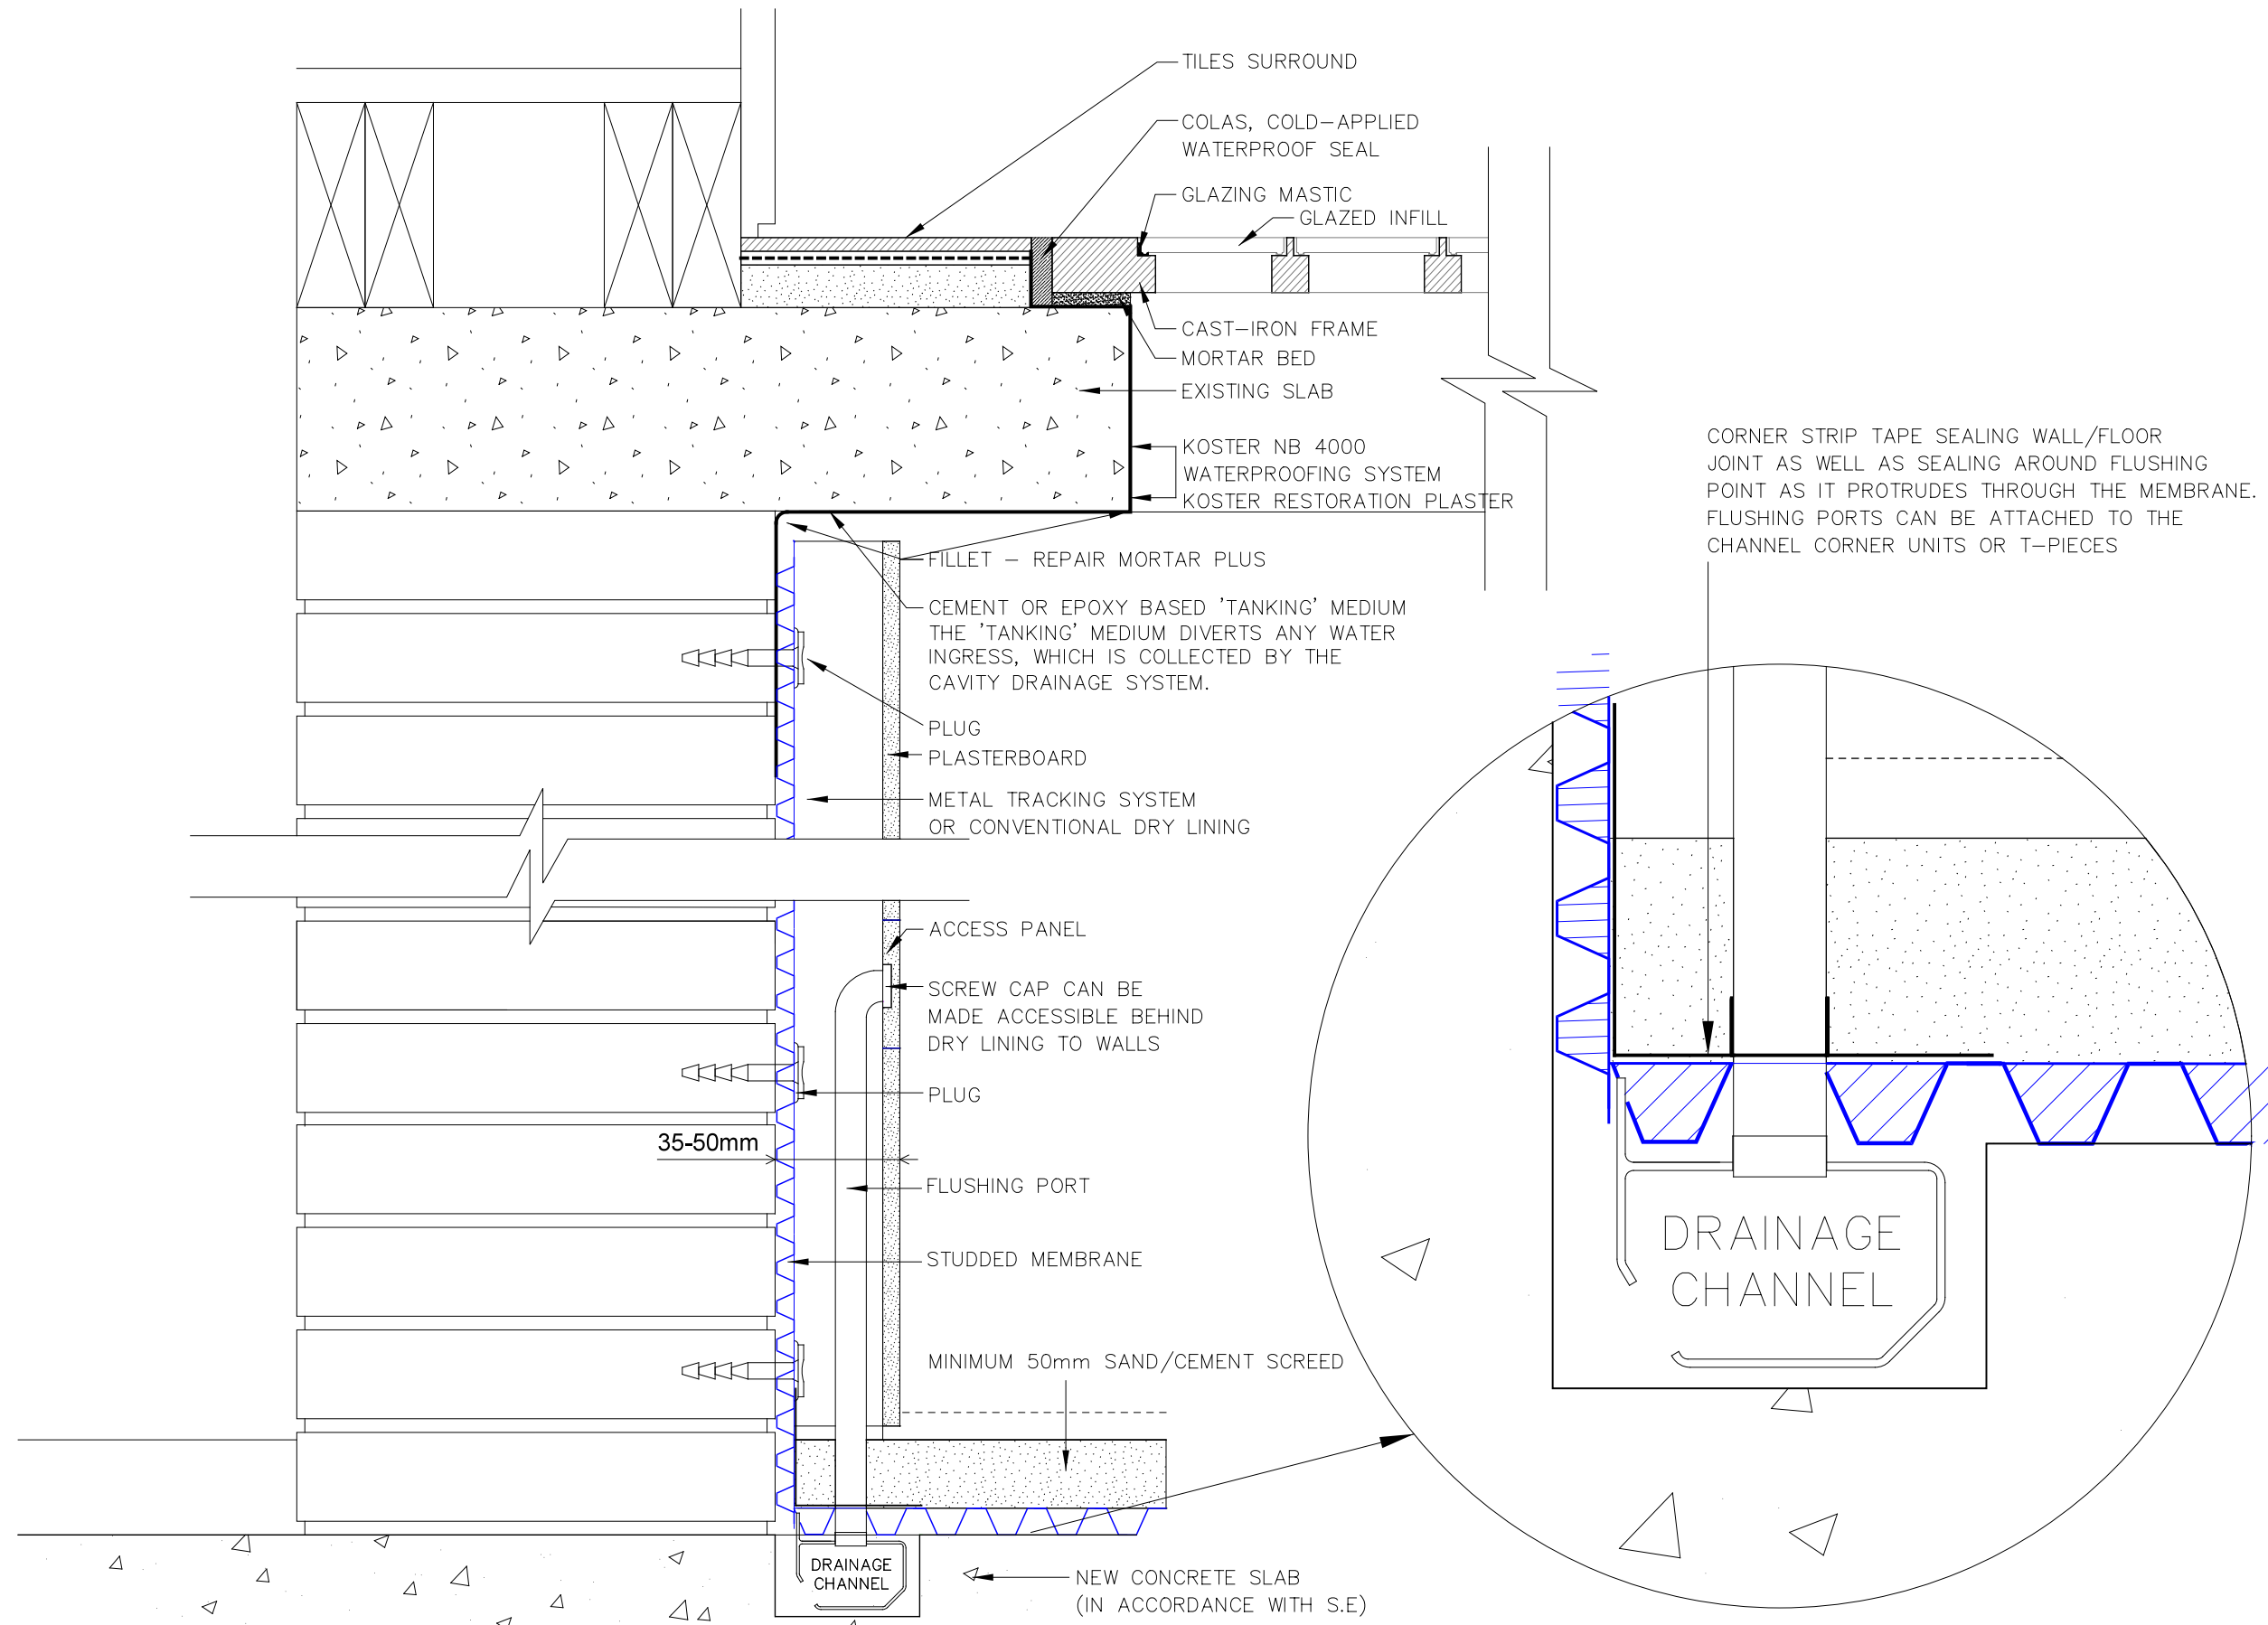 TILES SURROUND
COLAS, COLD-APPLIED
WATERPROOF SEAL
GLAZING MASTIC
GLAZED INFILL
CAST-IRON FRAME
MORTAR BED
EXISTING SLAB
KOSTER NB 4000
WATERPROOFING SYSTEM
KOSTER RESTORATION PLASTER
CORNER STRIP TAPE SEALING WALL/FLOOR
JOINT AS WELL AS SEALING AROUND FLUSHING
POINT AS IT PROTRUDES THROUGH THE MEMBRANE.
FLUSHING PORTS CAN BE ATTACHED TO THE
CHANNEL CORNER UNITS OR T-PIECES
FILLET - REPAIR MORTAR PLUS
CEMENT OR EPOXY BASED 'TANKING' MEDIUM
THE 'TANKING' MEDIUM DIVERTS ANY WATER
INGRESS, WHICH IS COLLECTED BY THE
CAVITY DRAINAGE SYSTEM.
PLUG
PLASTERBOARD
METAL TRACKING SYSTEM
OR CONVENTIONAL DRY LINING
ACCESS PANEL
SCREW CAP CAN BE
MADE ACCESSIBLE BEHIND
DRY LINING TO WALLS
PLUG
35-50mm
FLUSHING PORT
STUDDED MEMBRANE
MINIMUM 50mm SAND/CEMENT SCREED
DRAINAGE
CHANNEL
DRAINAGE
CHANNEL
NEW CONCRETE SLAB
(IN ACCORDANCE WITH S.E)